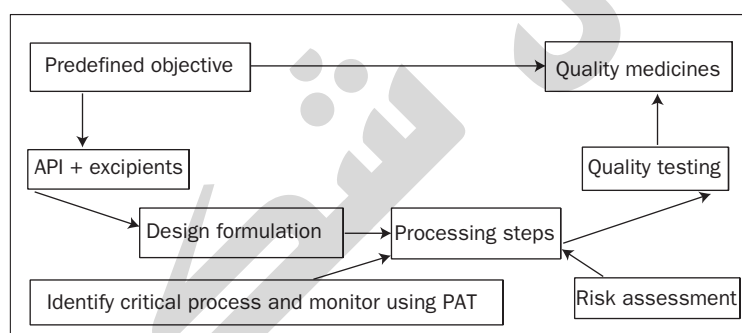 Predefined objective
Quality medicines
API + excipients
Quality testing
Design formulation
Processing steps
Identify critical process and monitor using PAT
Risk assessment